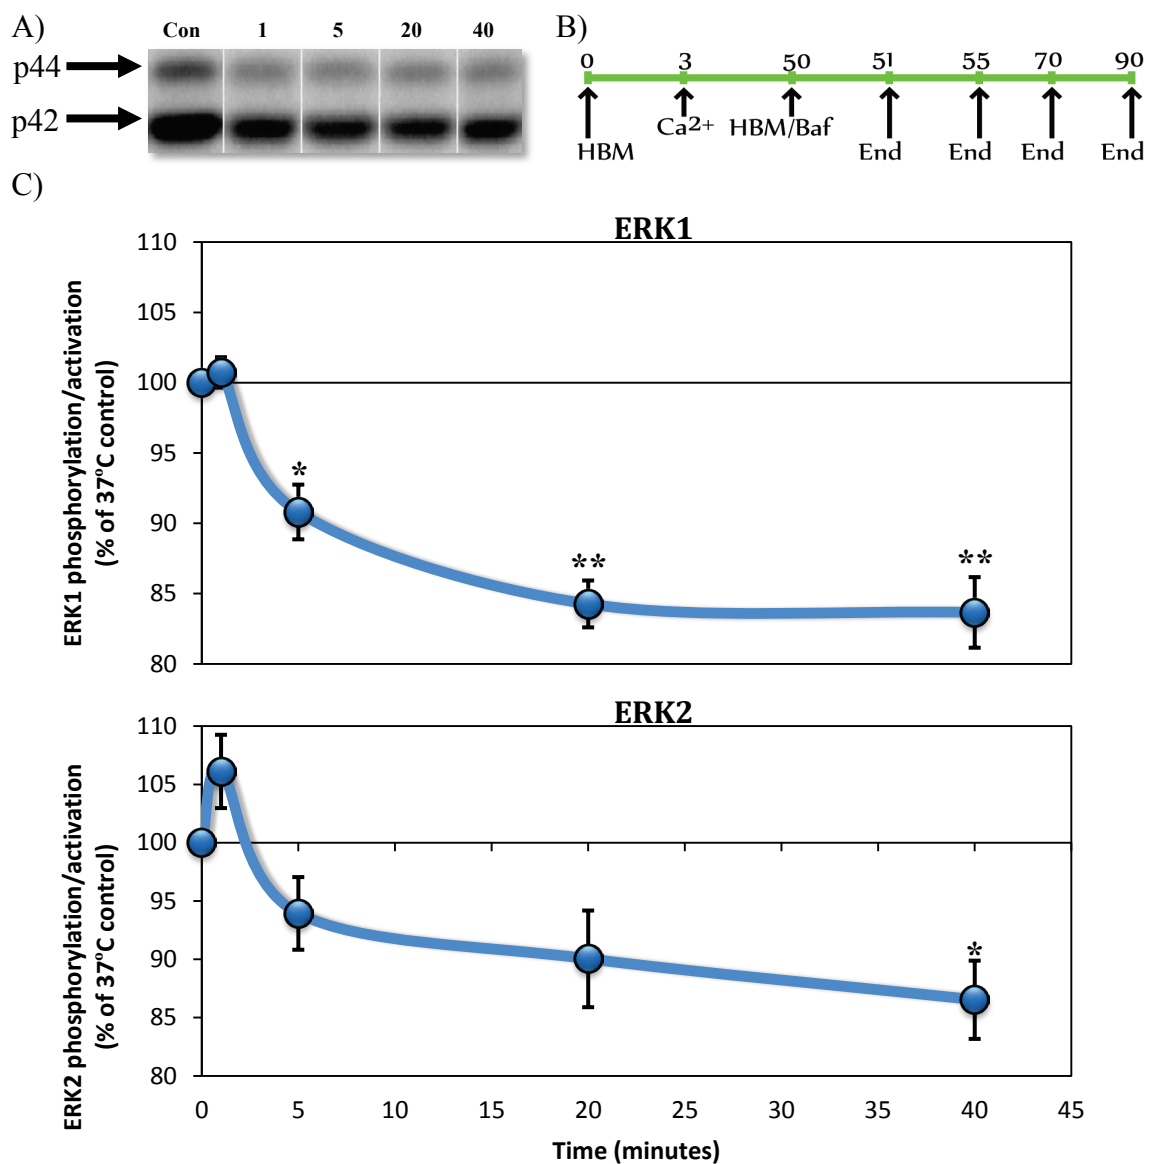 A)
Con 1 5 20 40
p44
p42
B)
0 3 50 51 55 70 90
HBM Ca2+ HBM/Baf End End End End
C)
ERK1
ERK1 phosphorylation/activation
(% of 37°C control)
110
105
100
95
90
85
80
*
**
**
ERK2
ERK2 phosphorylation/activation
(% of 37°C control)
110
105
100
95
90
85
80
*
0 5 10 15 20 25 30 35 40 45
Time (minutes)